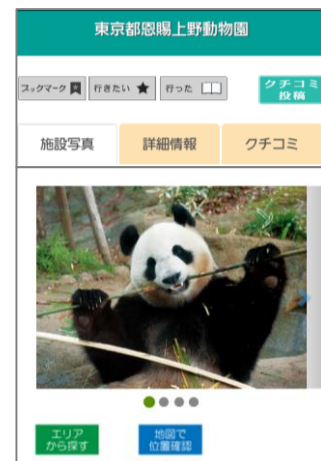 東京都恩賜上野動物園
ブックマーク 行きたい 行った
クチコミ
投稿
施設写真 詳細情報 クチコミ
エリア
から探す
地図で
位置確認